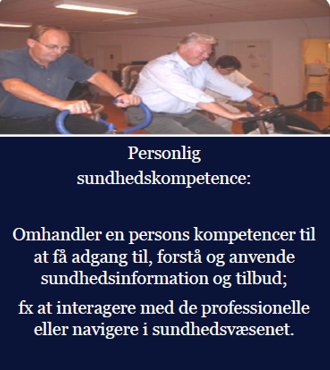 Personlig
sundhedskompetence:
Omhandler en persons kompetencer til
at få adgang til, forstå og anvende
sundhedsinformation og tilbud;
fx at interagere med de professionelle
eller navigere i sundhedsvæsenet.